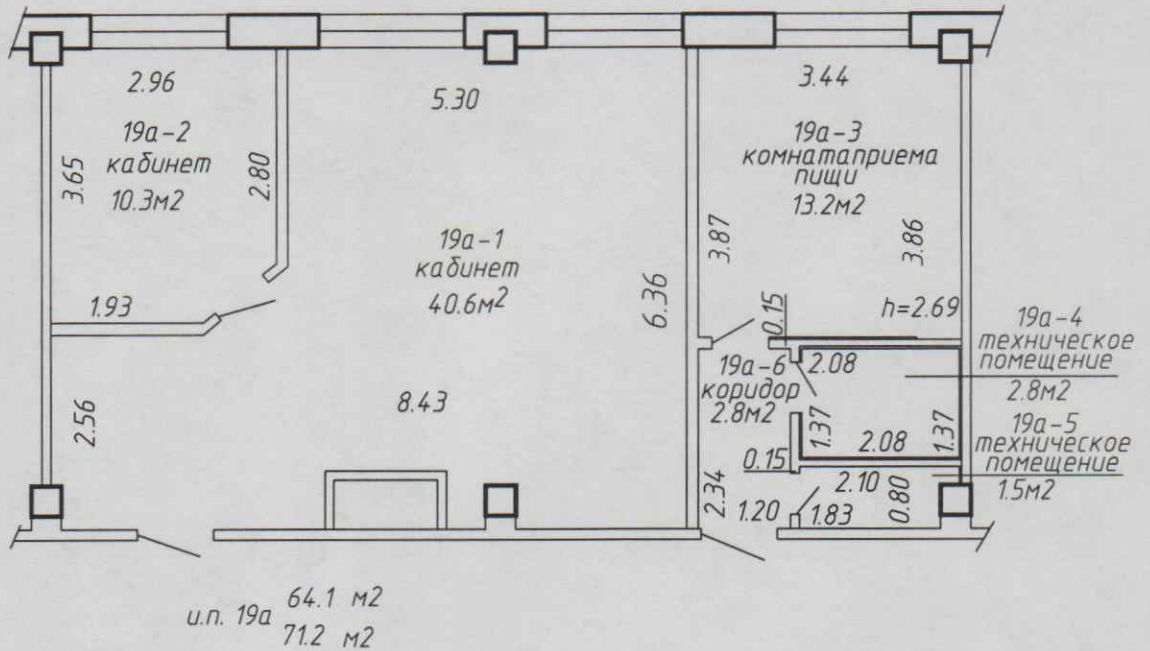 2.96
19а-2
кабинет
10.3м2
3.65
2.80
1.93
2.56
5.30
19а-1
кабинет
40.6м2
8.43
6.36
3.44
19а-3
комнатаприема
пищи
13.2м2
3.87
3.86
h=2.69
0.15
19а-6
коридор
2.8м2
2.08
1.37
2.08
1.37
0.15
2.34
1.20
2.10
1.83
0.80
19а-4
техническое
помещение
2.8м2
19а-5
техническое
помещение
1.5м2
и.п. 19а
64.1 м2
71.2 м2